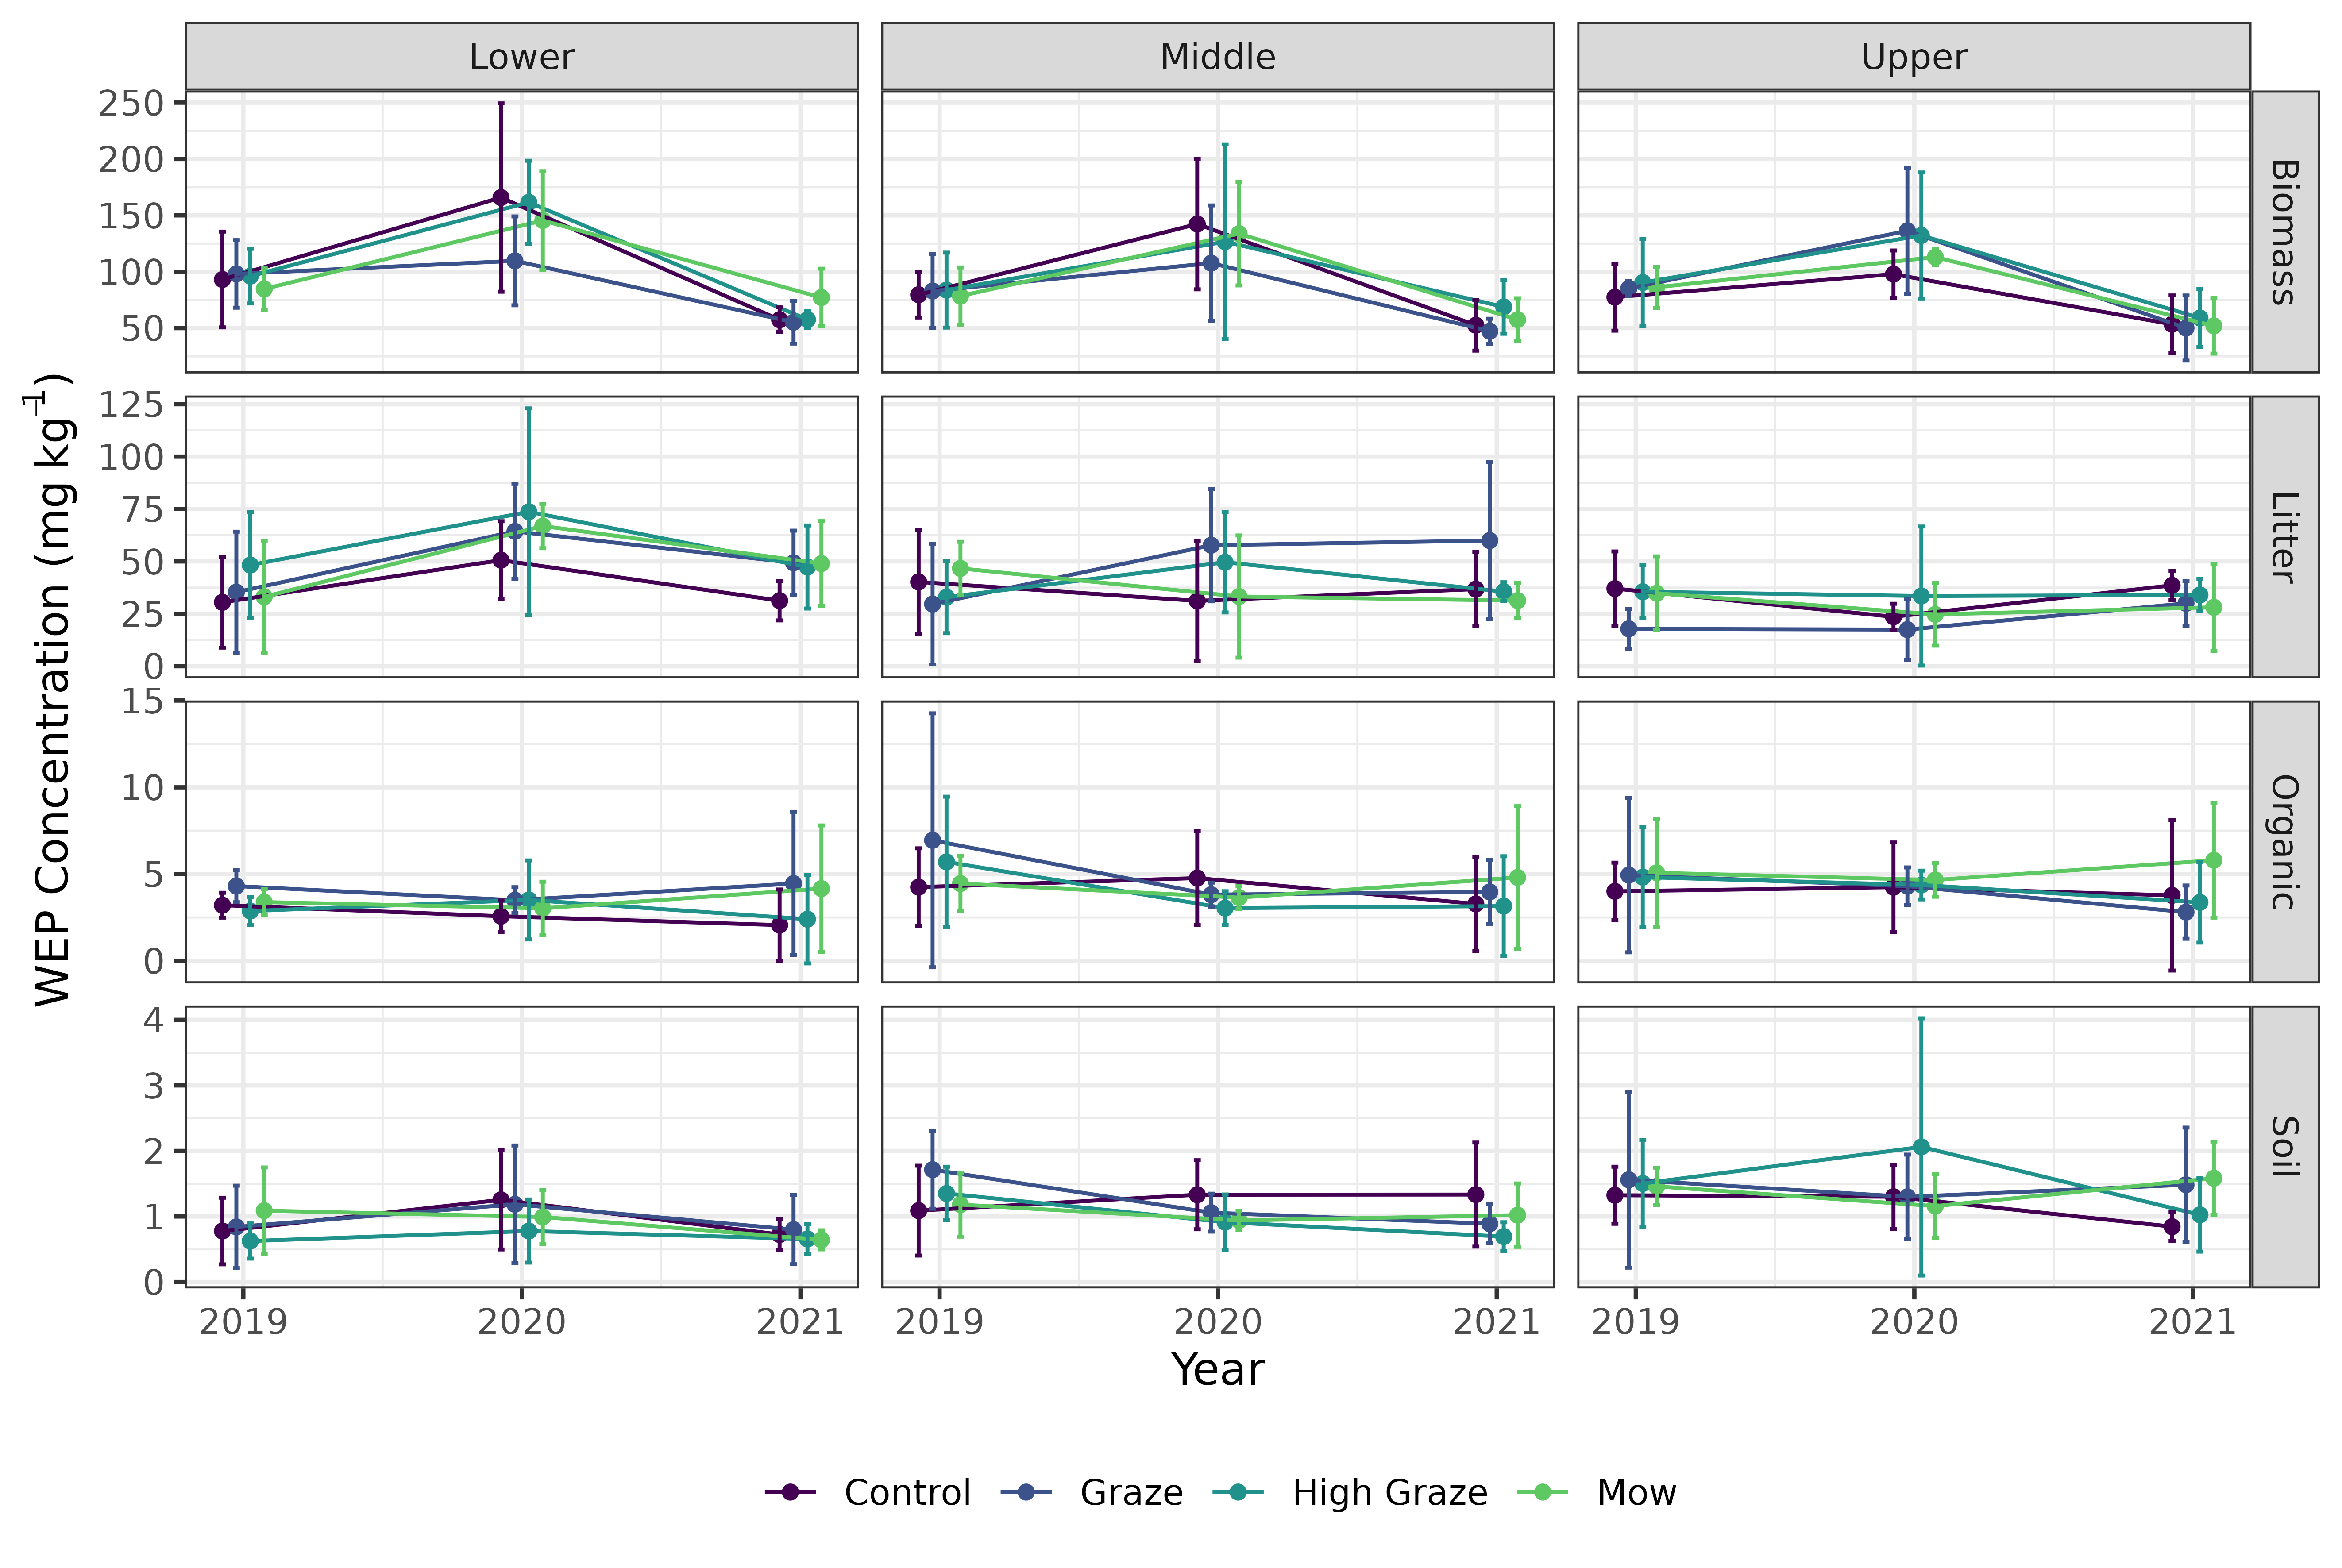 Lower Middle Upper
250
200
150
100
50
Biomass
125
100
75
50
25
0
Litter
15
10
5
0
Organic
4
3
2
1
0
Soil
WEP Concentration (mg kg⁻¹)
2019 2020 2021 2019 2020 2021 2019 2020 2021
Year
Control Graze High Graze Mow